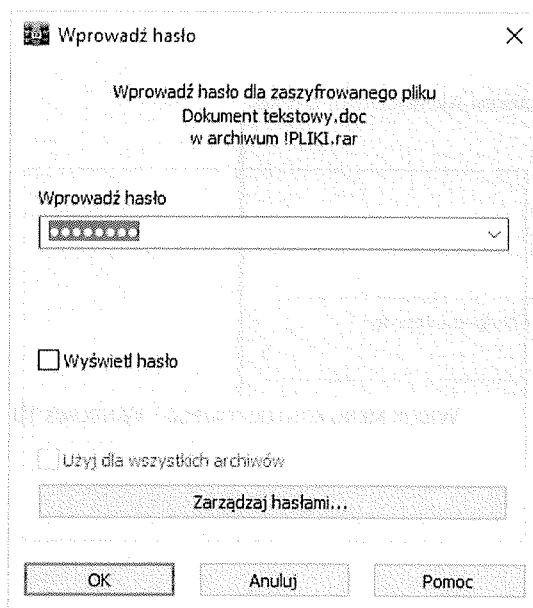 Wprowadź hasło
Wprowadź hasło dla zaszyfrowanego pliku
Dokument tekstowy.doc
w archiwum !PLIKI.rar
Wprowadź hasło
Wyświetl hasło
Użyj dla wszystkich archiwów
Zarządzaj hasłami...
OK
Anuluj
Pomoc